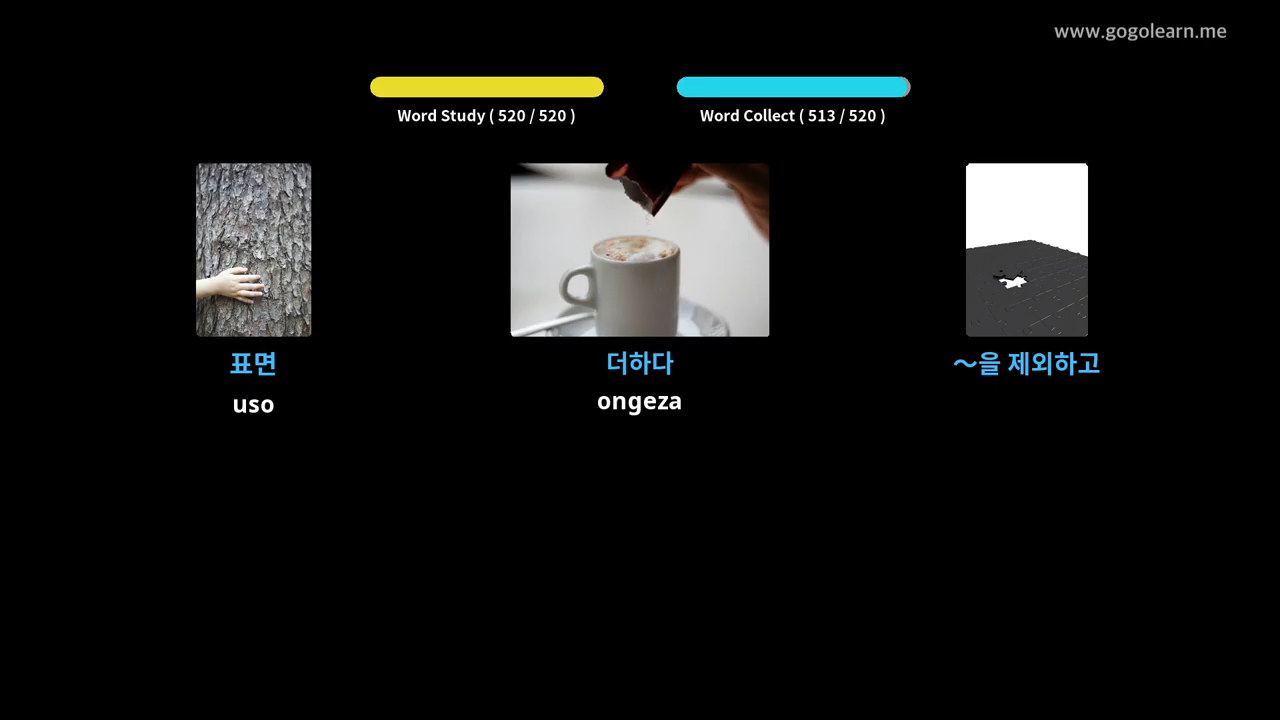 www.gogolearn.me
Word Study ( 520 / 520 )
Word Collect ( 513 / 520 )
표면
더하다
～을 제외하고
uso
ongeza